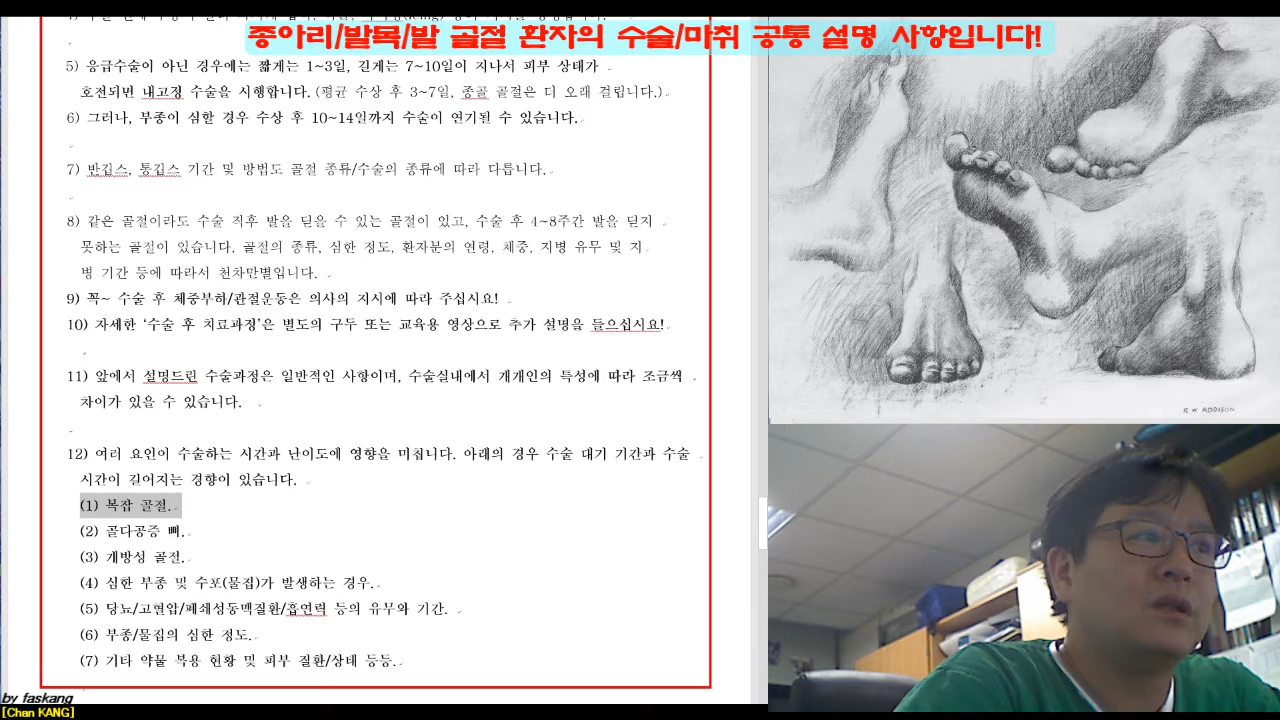 종아리/발목/발 골절 환자의 수술/마취 공통 설명 사항입니다!
5) 응급수술이 아닌 경우에는 짧게는 1~3일, 길게는 7~10일이 지나서 피부 상태가
호전되면 내고정 수술을 시행합니다. (평균 수상 후 3~7일, 종골 골절은 더 오래 걸립니다.)
6) 그러나, 부종이 심할 경우 수상 후 10~14일까지 수술이 연기될 수 있습니다.
7) 반깁스, 통깁스 기간 및 방법도 골절 종류/수술의 종류에 따라 다릅니다.
8) 같은 골절이라도 수술 직후 발을 딛을 수 있는 골절이 있고, 수술 후 4~8주간 발을 딛지
못하는 골절이 있습니다. 골절의 종류, 심한 정도, 환자분의 연령, 체중, 지병 유무 및 지
병 기간 등에 따라서 천차만별입니다.
9) 꼭~ 수술 후 체중부하/관절운동은 의사의 지시에 따라 주십시요!
10) 자세한 ‘수술 후 치료과정’은 별도의 구두 또는 교육용 영상으로 추가 설명을 들으십시요!
11) 앞에서 설명드린 수술과정은 일반적인 사항이며, 수술실내에서 개개인의 특성에 따라 조금씩
차이가 있을 수 있습니다.
12) 여러 요인이 수술하는 시간과 난이도에 영향을 미칩니다. 아래의 경우 수술 대기 기간과 수술
시간이 길어지는 경향이 있습니다.
(1) 복잡 골절.
(2) 골다공증 뼈.
(3) 개방성 골절.
(4) 심한 부종 및 수포(물집)가 발생하는 경우.
(5) 당뇨/고혈압/폐쇄성동맥질환/흡연력 등의 유무와 기간.
(6) 부종/물집의 심한 정도.
(7) 기타 약물 복용 현황 및 피부 질환/상태 등등.
R W ADDISON
by faskang
[Chan KANG]